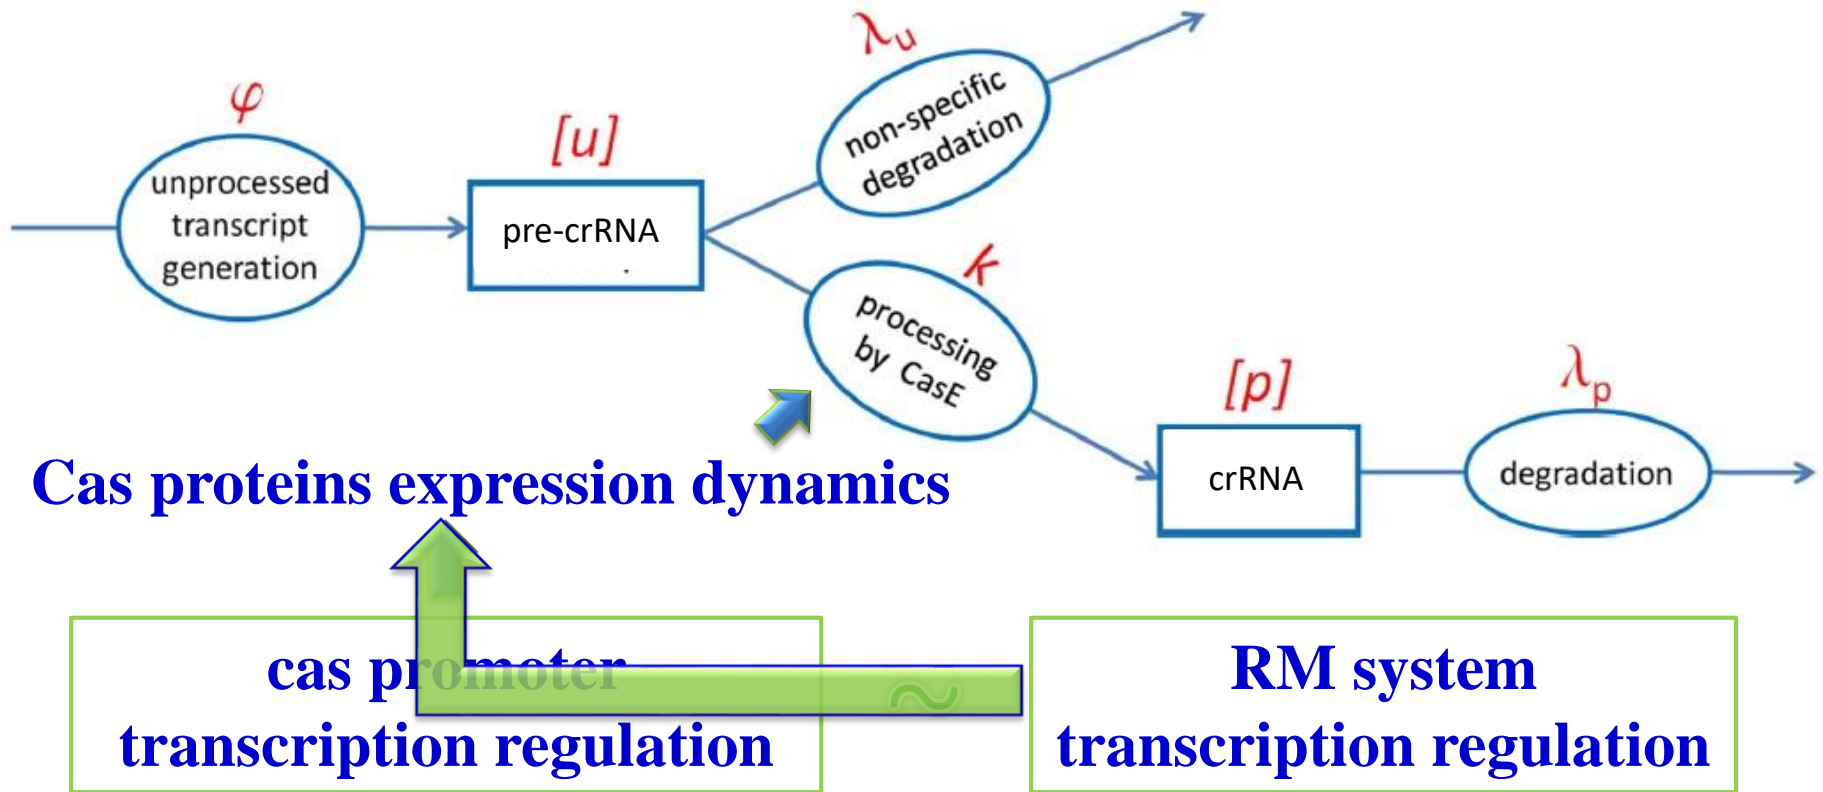 φ
unprocessed
transcript
generation
[u]
pre-crRNA
λu
non-specific
degradation
k
processing
by CasE
[p]
crRNA
λp
degradation
Cas proteins expression dynamics
cas promoter
transcription regulation
~
RM system
transcription regulation